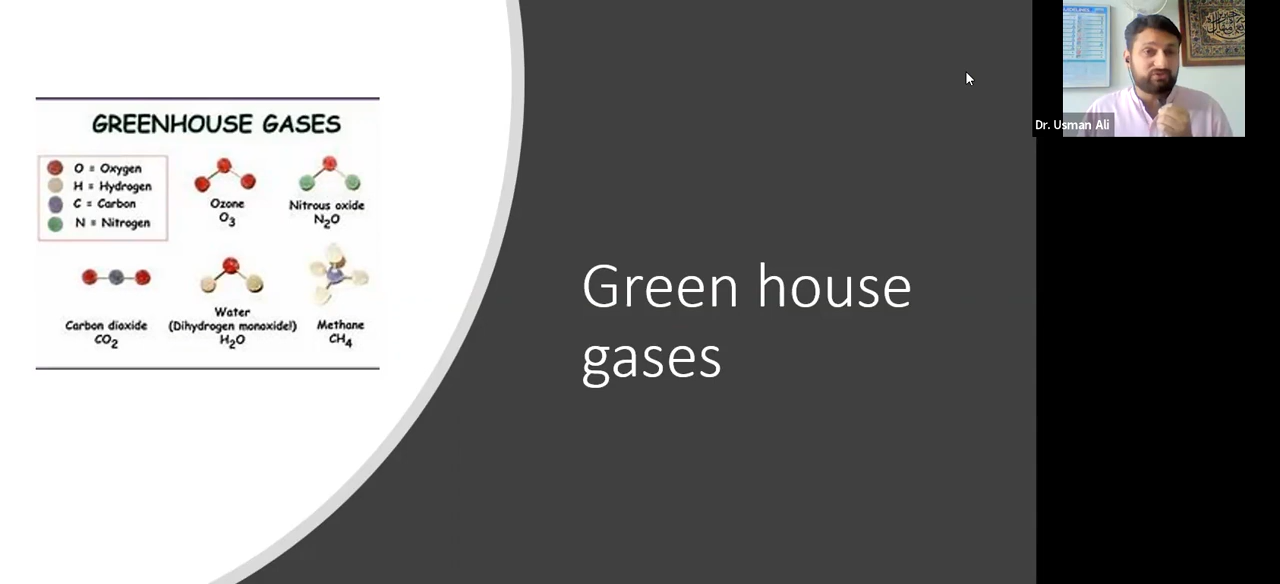 GREENHOUSE GASES
O = Oxygen
H = Hydrogen
C = Carbon
N = Nitrogen
Ozone
O3
Nitrous oxide
N2O
Carbon dioxide
CO2
Water
(Dihydrogen monoxide!)
H2O
Methane
CH4
Green house
gases
Dr. Usman Ali